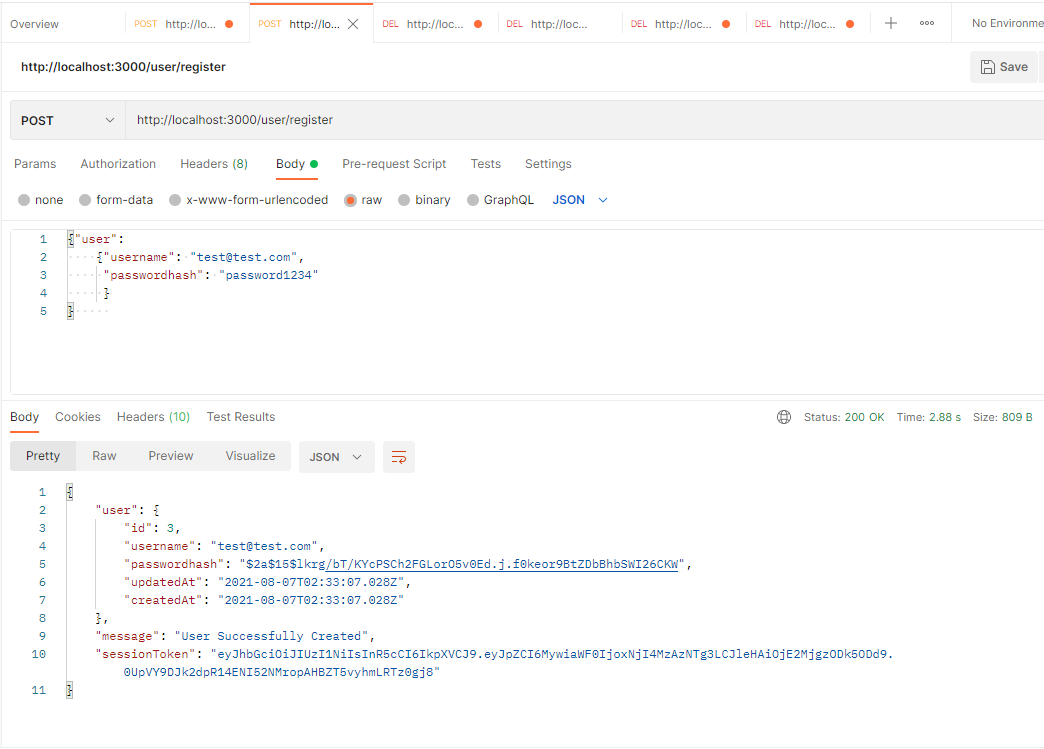 Overview POST http://lo... POST http://lo... DEL http://loc... DEL http://loc... DEL http://loc... DEL http://loc... No Environme
http://localhost:3000/user/register Save
POST http://localhost:3000/user/register
Params Authorization Headers (8) Body Pre-request Script Tests Settings
none form-data x-www-form-urlencoded raw binary GraphQL JSON
1 {"user":
2 {"username": "test@test.com",
3 "passwordhash": "password1234"
4 }
5 }
Body Cookies Headers (10) Test Results Status: 200 OK Time: 2.88 s Size: 809 B
Pretty Raw Preview Visualize JSON
1 {
2 "user": {
3 "id": 3,
4 "username": "test@test.com",
5 "passwordhash": "$2a$15$lkrg/bT/KYcPSCh2FGLorO5v0Ed.j.f0keor9BtZDbBhbSWI26CKW",
6 "updatedAt": "2021-08-07T02:33:07.028Z",
7 "createdAt": "2021-08-07T02:33:07.028Z"
8 },
9 "message": "User Successfully Created",
10 "sessionToken": "eyJhbGciOiJIUzI1NiIsInR5cCI6IkpXVCJ9.eyJpZCI6MywiaWF0IjoxNjI4MzAzNTg3LCJleHAiOjE2MjgzODk5ODd9.
0UpVY9DJk2dpR14ENI52NMropAHBZT5vyhmLRTz0gj8"
11 }